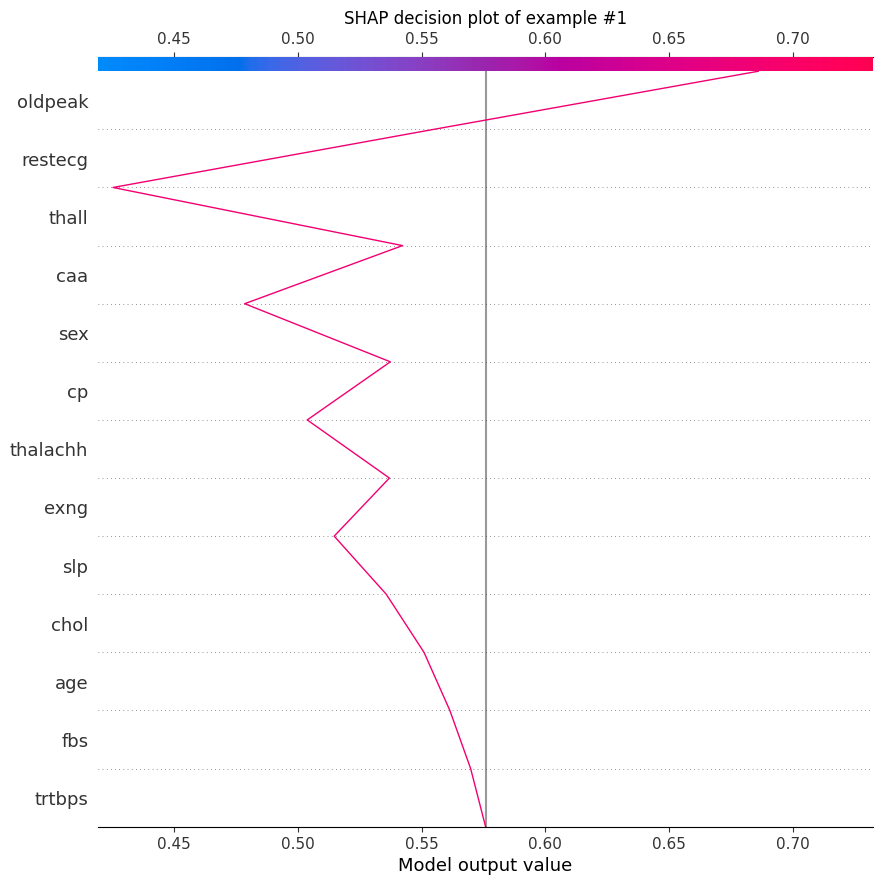 SHAP decision plot of example #1
0.45 0.50 0.55 0.60 0.65 0.70
oldpeak
restecg
thall
caa
sex
cp
thalachh
exng
slp
chol
age
fbs
trtbps
0.45 0.50 0.55 0.60 0.65 0.70
Model output value